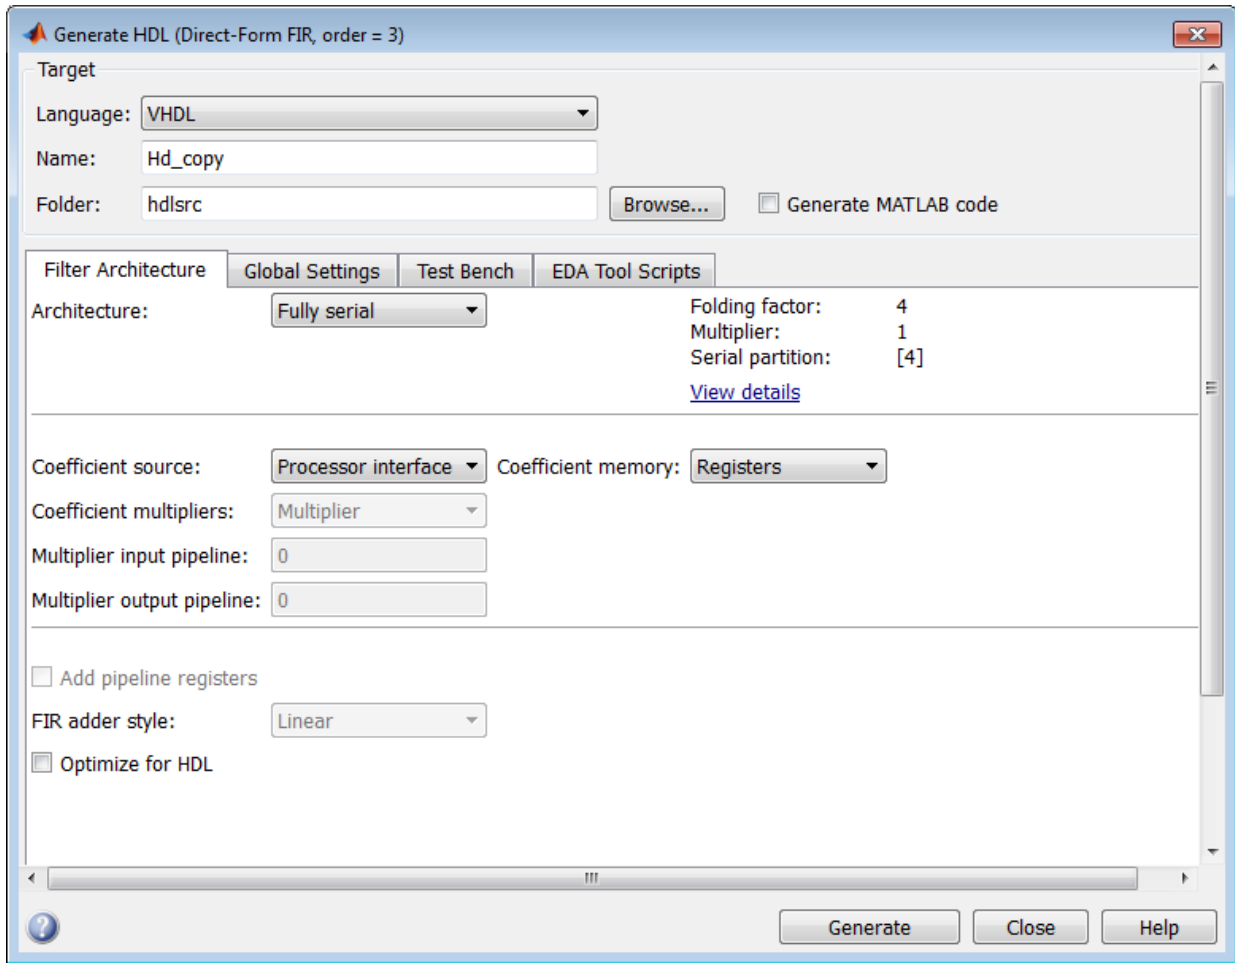 Generate HDL (Direct-Form FIR, order = 3)
Target
Language: VHDL
Name: Hd_copy
Folder: hdlsrc Browse... Generate MATLAB code
Filter Architecture Global Settings Test Bench EDA Tool Scripts
Architecture: Fully serial Folding factor: 4
Multiplier: 1
Serial partition: [4]
View details
Coefficient source: Processor interface Coefficient memory: Registers
Coefficient multipliers: Multiplier
Multiplier input pipeline: 0
Multiplier output pipeline: 0
Add pipeline registers
FIR adder style: Linear
Optimize for HDL
? Generate Close Help